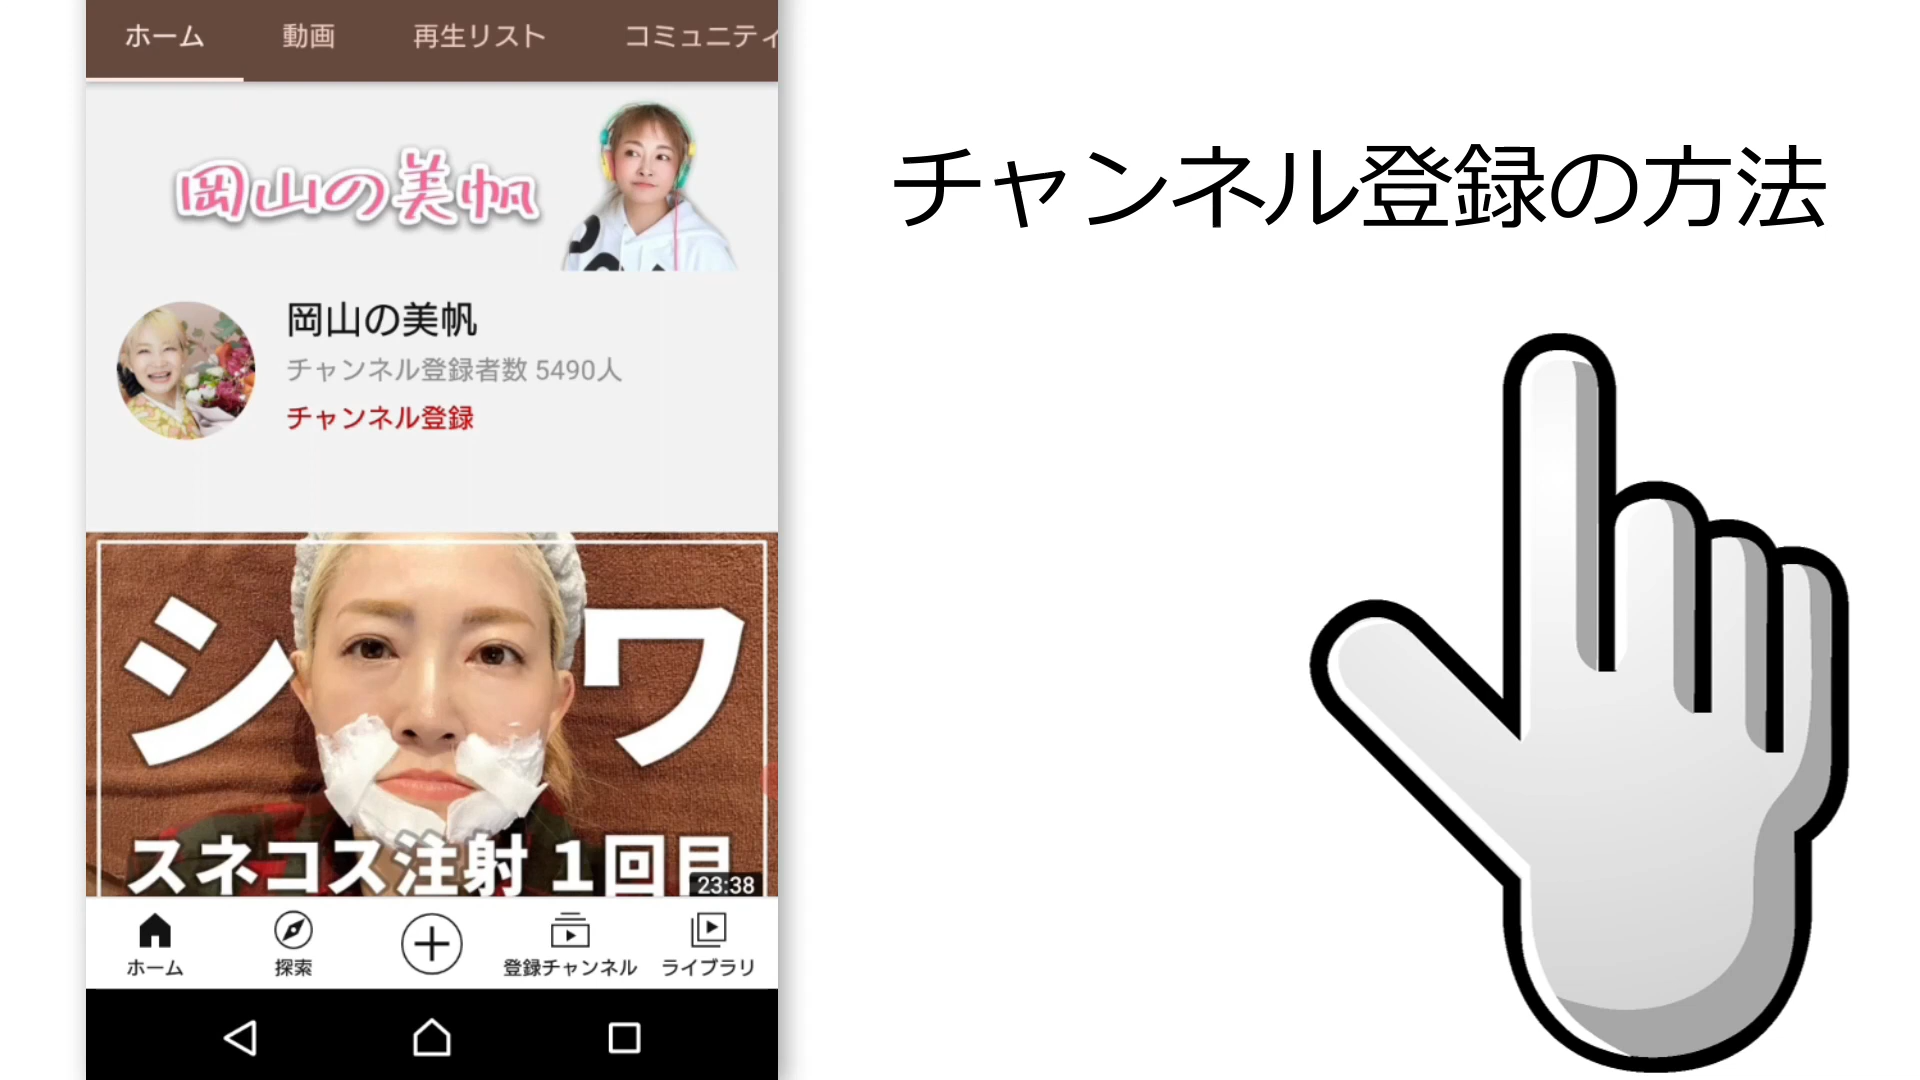 ホーム 動画 再生リスト コミュニティ
岡山の美帆
岡山の美帆
チャンネル登録者数 5490人
チャンネル登録
シワ
スネコス注射 1回目
23:38
ホーム 探索 登録チャンネル ライブラリ
チャンネル登録の方法